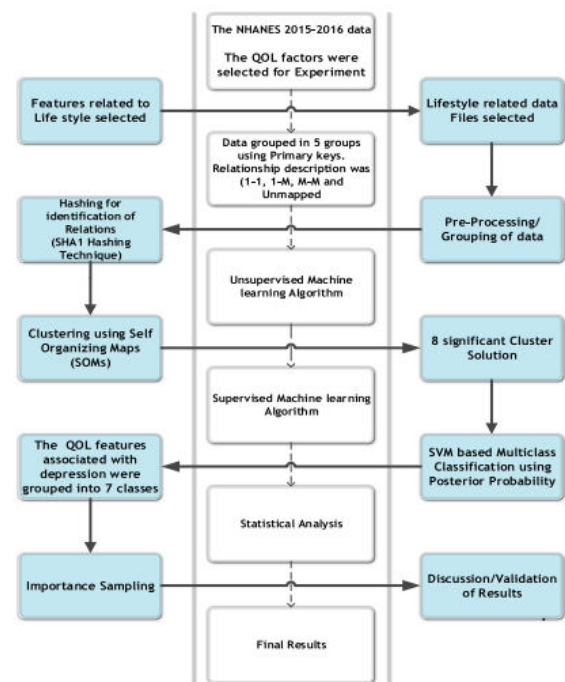 The NHANES 2015-2016 data
The QOL factors were
selected for Experiment
Features related to
Life style selected
Lifestyle related data
Files selected
Data grouped in 5 groups
using Primary keys.
Relationship description was
(1-1, 1-M, M-M and
Unmapped
Hashing for
identification of
Relations
(SHA1 Hashing
Technique)
Pre-Processing/
Grouping of data
Unsupervised Machine
learning Algorithm
Clustering using Self
Organizing Maps
(SOMs)
8 significant Cluster
Solution
Supervised Machine learning
Algorithm
The QOL features
associated with
depression were
grouped into 7 classes
SVM based Multiclass
Classification using
Posterior Probability
Statistical Analysis
Importance Sampling
Discussion/Validation
of Results
Final Results